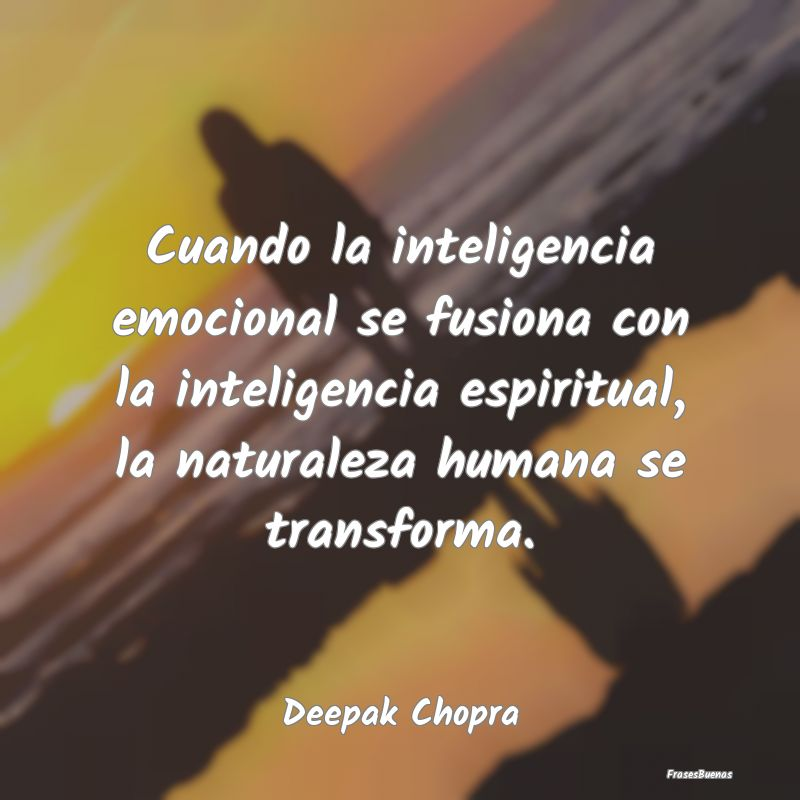 Cuando la inteligencia
emocional se fusiona con
la inteligencia espiritual,
la naturaleza humana se
transforma.
Deepak Chopra
FrasesBuenas